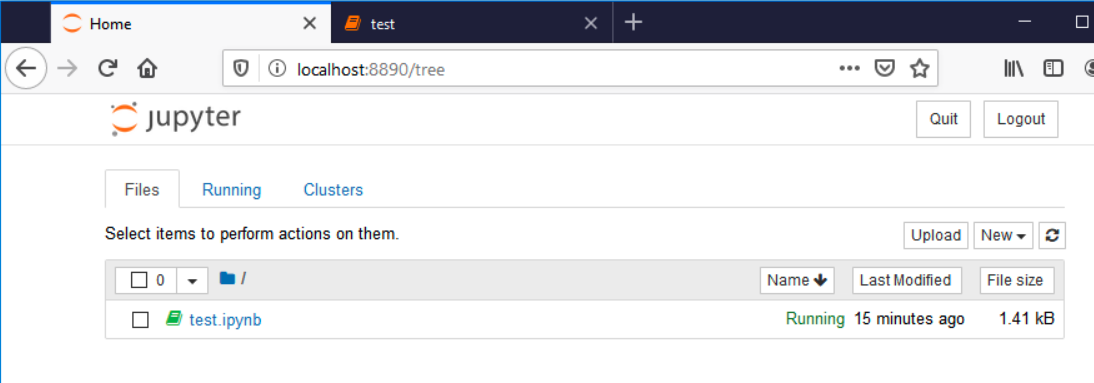 Home test
localhost:8890/tree
jupyter Quit Logout
Files Running Clusters
Select items to perform actions on them. Upload New
0 / Name Last Modified File size
test.ipynb Running 15 minutes ago 1.41 kB